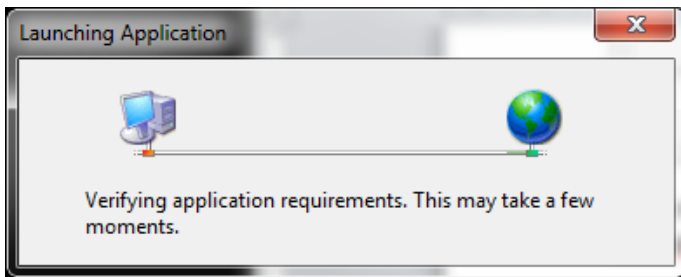 Launching Application
Verifying application requirements. This may take a few
moments.